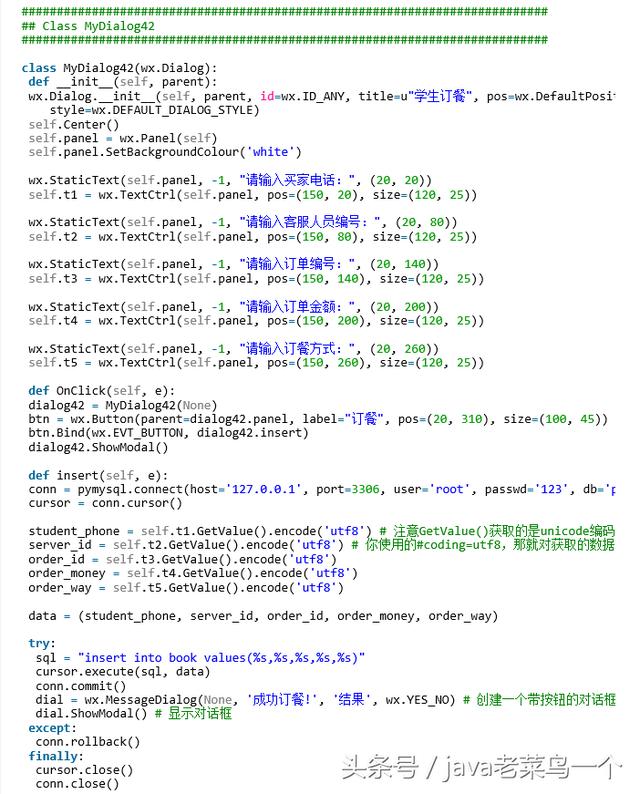 ###########################################################################
## Class MyDialog42
###########################################################################
class MyDialog42(wx.Dialog):
def __init__(self, parent):
wx.Dialog.__init__(self, parent, id=wx.ID_ANY, title=u"学生订餐", pos=wx.DefaultPosit
style=wx.DEFAULT_DIALOG_STYLE)
self.Center()
self.panel = wx.Panel(self)
self.panel.SetBackgroundColour('white')
wx.StaticText(self.panel, -1, "请输入买家电话：", (20, 20))
self.t1 = wx.TextCtrl(self.panel, pos=(150, 20), size=(120, 25))
wx.StaticText(self.panel, -1, "请输入客服人员编号：", (20, 80))
self.t2 = wx.TextCtrl(self.panel, pos=(150, 80), size=(120, 25))
wx.StaticText(self.panel, -1, "请输入订单编号：", (20, 140))
self.t3 = wx.TextCtrl(self.panel, pos=(150, 140), size=(120, 25))
wx.StaticText(self.panel, -1, "请输入订单金额：", (20, 200))
self.t4 = wx.TextCtrl(self.panel, pos=(150, 200), size=(120, 25))
wx.StaticText(self.panel, -1, "请输入订餐方式：", (20, 260))
self.t5 = wx.TextCtrl(self.panel, pos=(150, 260), size=(120, 25))
def OnClick(self, e):
dialog42 = MyDialog42(None)
btn = wx.Button(parent=dialog42.panel, label="订餐", pos=(20, 310), size=(100, 45))
btn.Bind(wx.EVT_BUTTON, dialog42.insert)
dialog42.ShowModal()
def insert(self, e):
conn = pymysql.connect(host='127.0.0.1', port=3306, user='root', passwd='123', db='p
cursor = conn.cursor()
student_phone = self.t1.GetValue().encode('utf8') # 注意GetValue()获取的是unicode编码
server_id = self.t2.GetValue().encode('utf8') # 你使用的#coding=utf8，那就对获取的数据
order_id = self.t3.GetValue().encode('utf8')
order_money = self.t4.GetValue().encode('utf8')
order_way = self.t5.GetValue().encode('utf8')
data = (student_phone, server_id, order_id, order_money, order_way)
try:
sql = "insert into book values(%s,%s,%s,%s,%s)"
cursor.execute(sql, data)
conn.commit()
dial = wx.MessageDialog(None, '成功订餐!', '结果', wx.YES_NO) # 创建一个带按钮的对话框
dial.ShowModal() # 显示对话框
except:
conn.rollback()
finally:
cursor.close()
conn.close()
头条号 / java老菜鸟一个